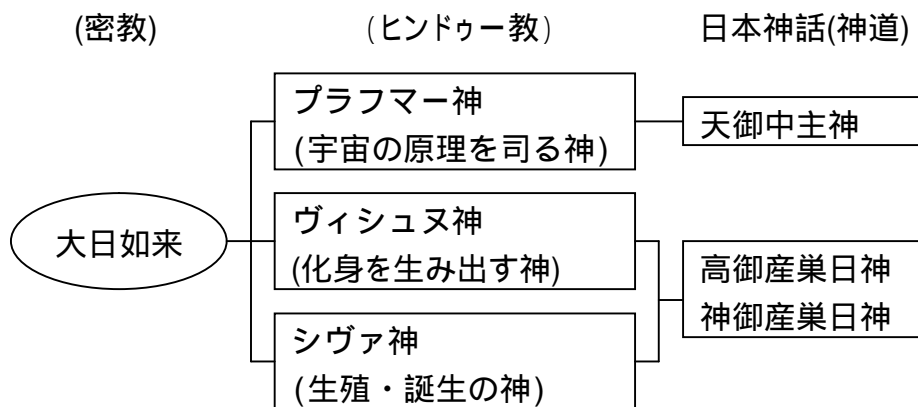 (密教)
(ヒンドゥー教)
日本神話(神道)
プラフマー神
(宇宙の原理を司る神)
天御中主神
大日如来
ヴィシュヌ神
(化身を生み出す神)
高御産巣日神
神御産巣日神
シヴァ神
(生殖・誕生の神)